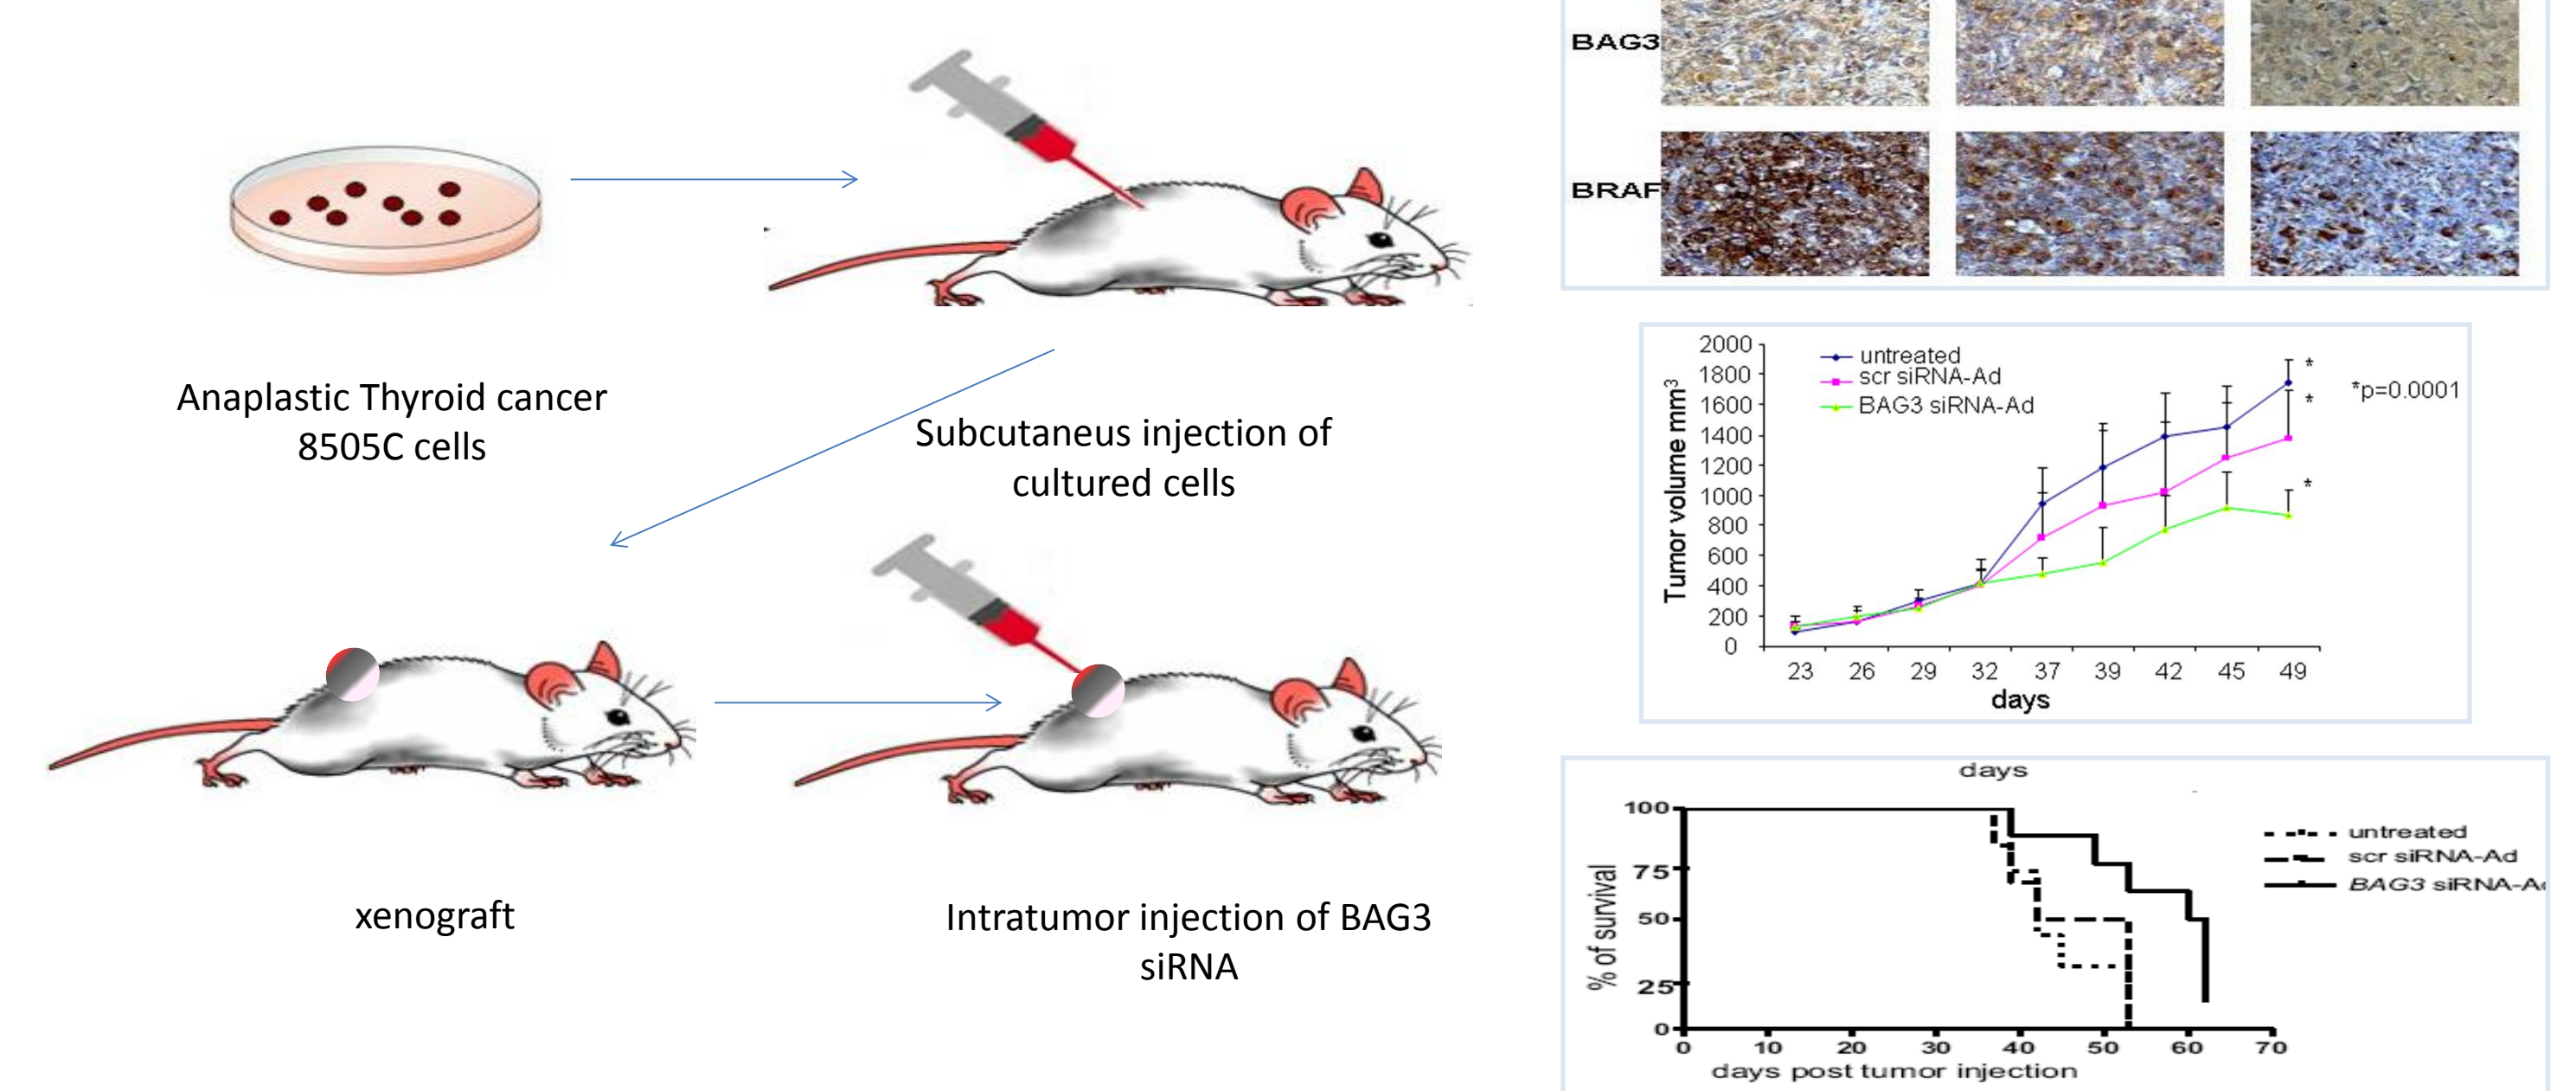 Anaplastic Thyroid cancer
8505C cells
Subcutaneus injection of
cultured cells
xenograft
Intratumor injection of BAG3
siRNA
BAG3
BRAF
Tumor volume mm³
2000
1800
1600
1400
1200
1000
800
600
400
200
0
untreated
scr siRNA-Ad
BAG3 siRNA-Ad
*
*
*
*p=0.0001
23 26 29 32 37 39 42 45 49
days
days
% of survival
100
75
50
25
0
untreated
scr siRNA-Ad
BAG3 siRNA-A
0 10 20 30 40 50 60 70
days post tumor injection